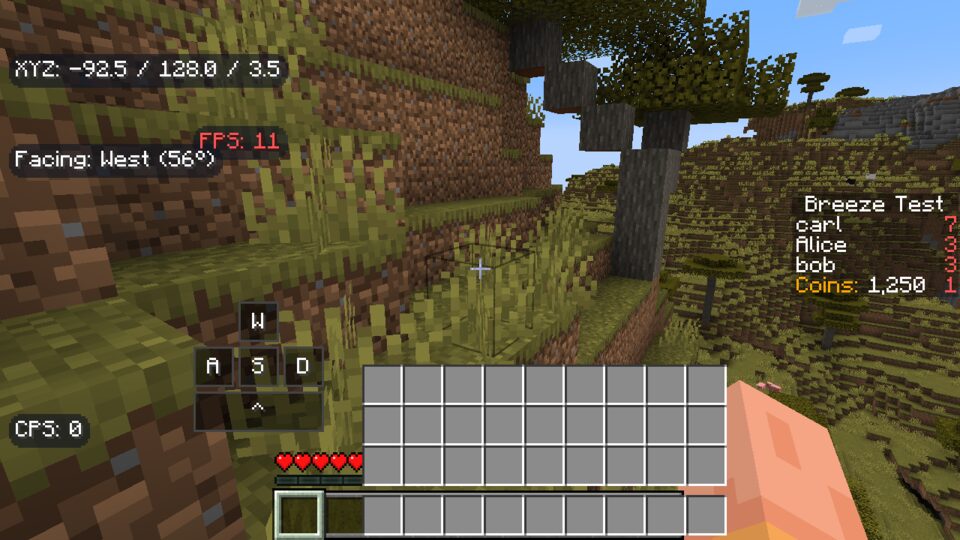 XYZ: -92.5 / 128.0 / 3.5
FPS: 11
Facing: West (56°)
Breeze Test
carl 7
Alice 3
bob 3
Coins: 1,250 1
W
A S D
^
CPS: 0